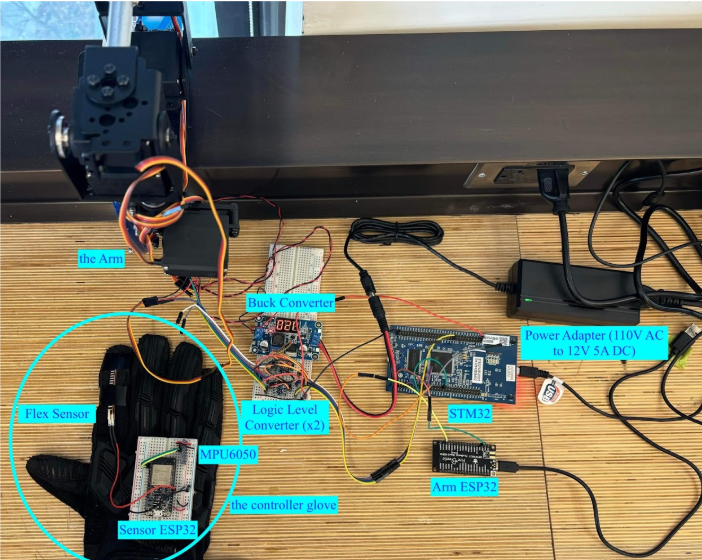 the Arm
Buck Converter
Power Adapter (110V AC
to 12V 5A DC)
Flex Sensor
Logic Level
Converter (x2)
STM32
MPU6050
Arm ESP32
the controller glove
Sensor ESP32